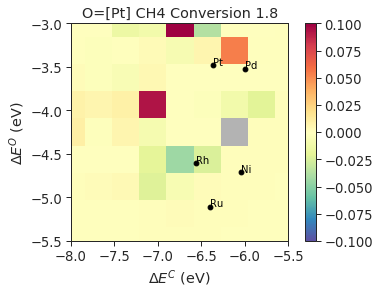 O=[Pt] CH4 Conversion 1.8
−3.0
−3.5
−4.0
−4.5
−5.0
−5.5
ΔE^O (eV)
Pt
Pd
Rh
Ni
Ru
−8.0 −7.5 −7.0 −6.5 −6.0 −5.5
ΔE^C (eV)
0.100
0.075
0.050
0.025
0.000
−0.025
−0.050
−0.075
−0.100